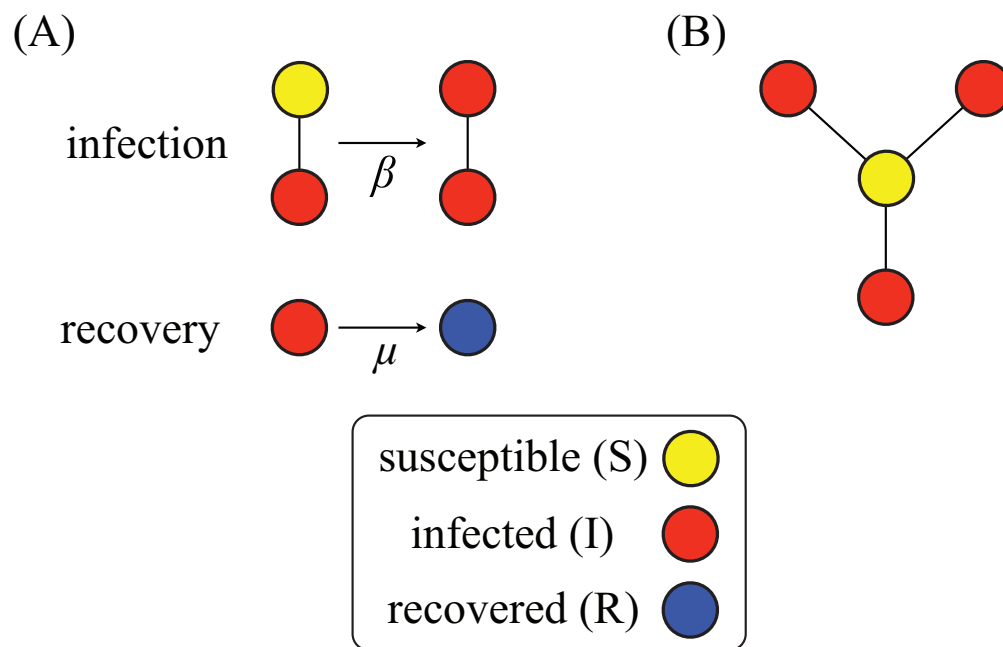 (A)
(B)
infection
β
recovery
μ
susceptible (S)
infected (I)
recovered (R)